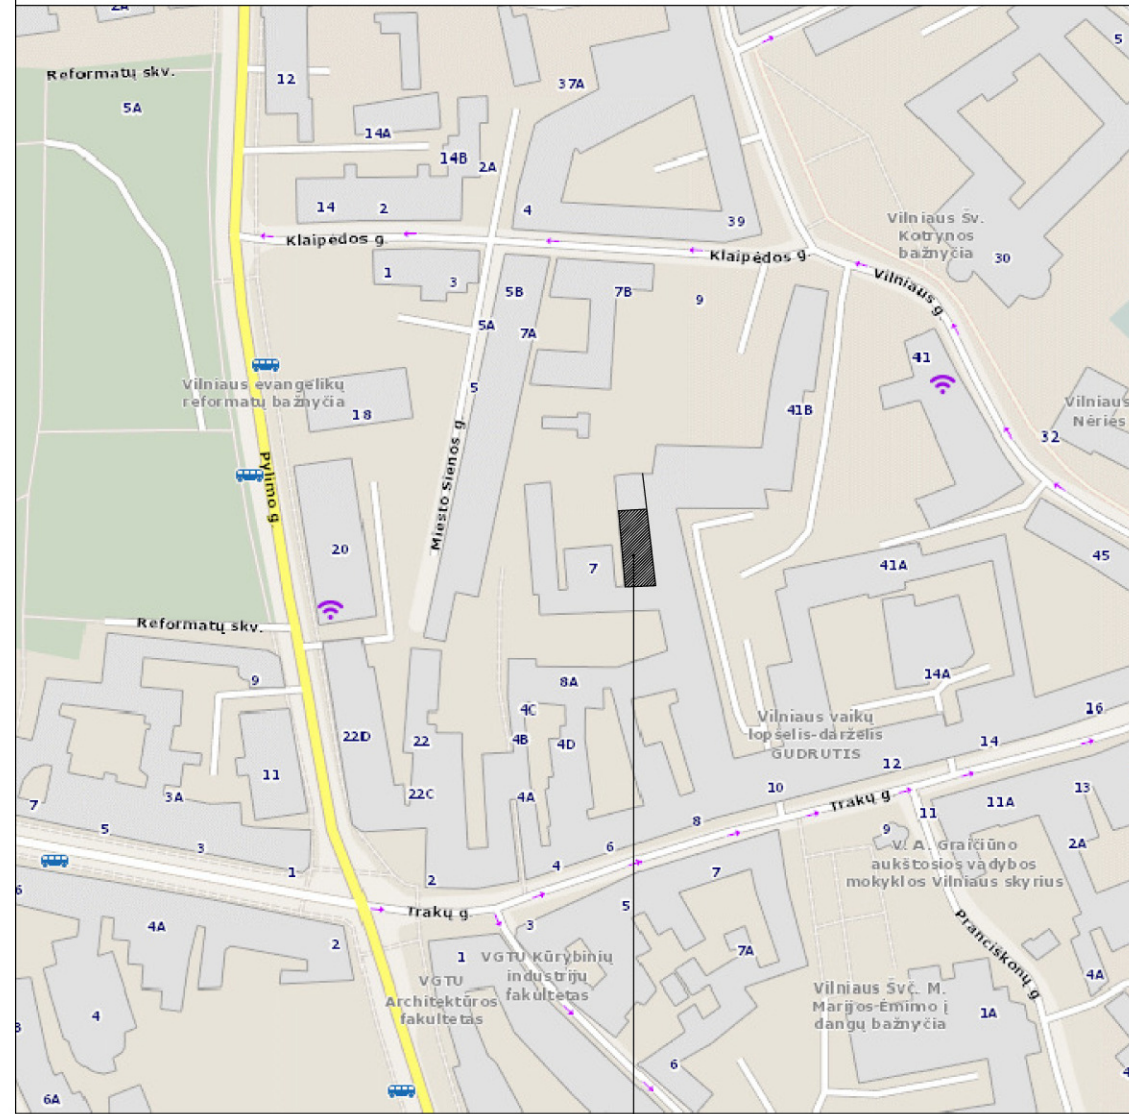 2A
5
Reformatų skv.
12
37A
5A
14A
14B
2A
14
2
4
39
Vilniaus Šv.
Kotrynos
bažnyčia
30
Klaipėdos g.
Klaipėdos g.
Vilniaus g.
1
3
5B
7B
9
5A
7A
41
Vilniaus evangelikų
reformatų bažnyčia
18
5
41B
Vilniaus
Nėries
32
Pylimo g.
Miesto Sienos g.
20
7
41A
45
Reformatų skv.
9
8A
14A
4C
16
Vilniaus vaikų
lopšelis-darželis
GUDRUTIS
22D
22
4B
4D
14
12
11
3A
22C
4A
10
Trakų g.
11
11A
13
7
5
3
8
6
9
2A
V. A. Graičiūno
aukštosios vadybos
mokyklos Vilniaus skyrius
1
2
4
7
6
Trakų g.
3
5
4A
2
1
7A
Pranciškonų g.
VGTU
Architektūros
fakultetas
VGTU Kūrybinių
industrijų
fakultetas
Vilniaus Švč. M.
Marijos Ėmimo į
dangų bažnyčia
4A
1A
4
3
6
4
6A